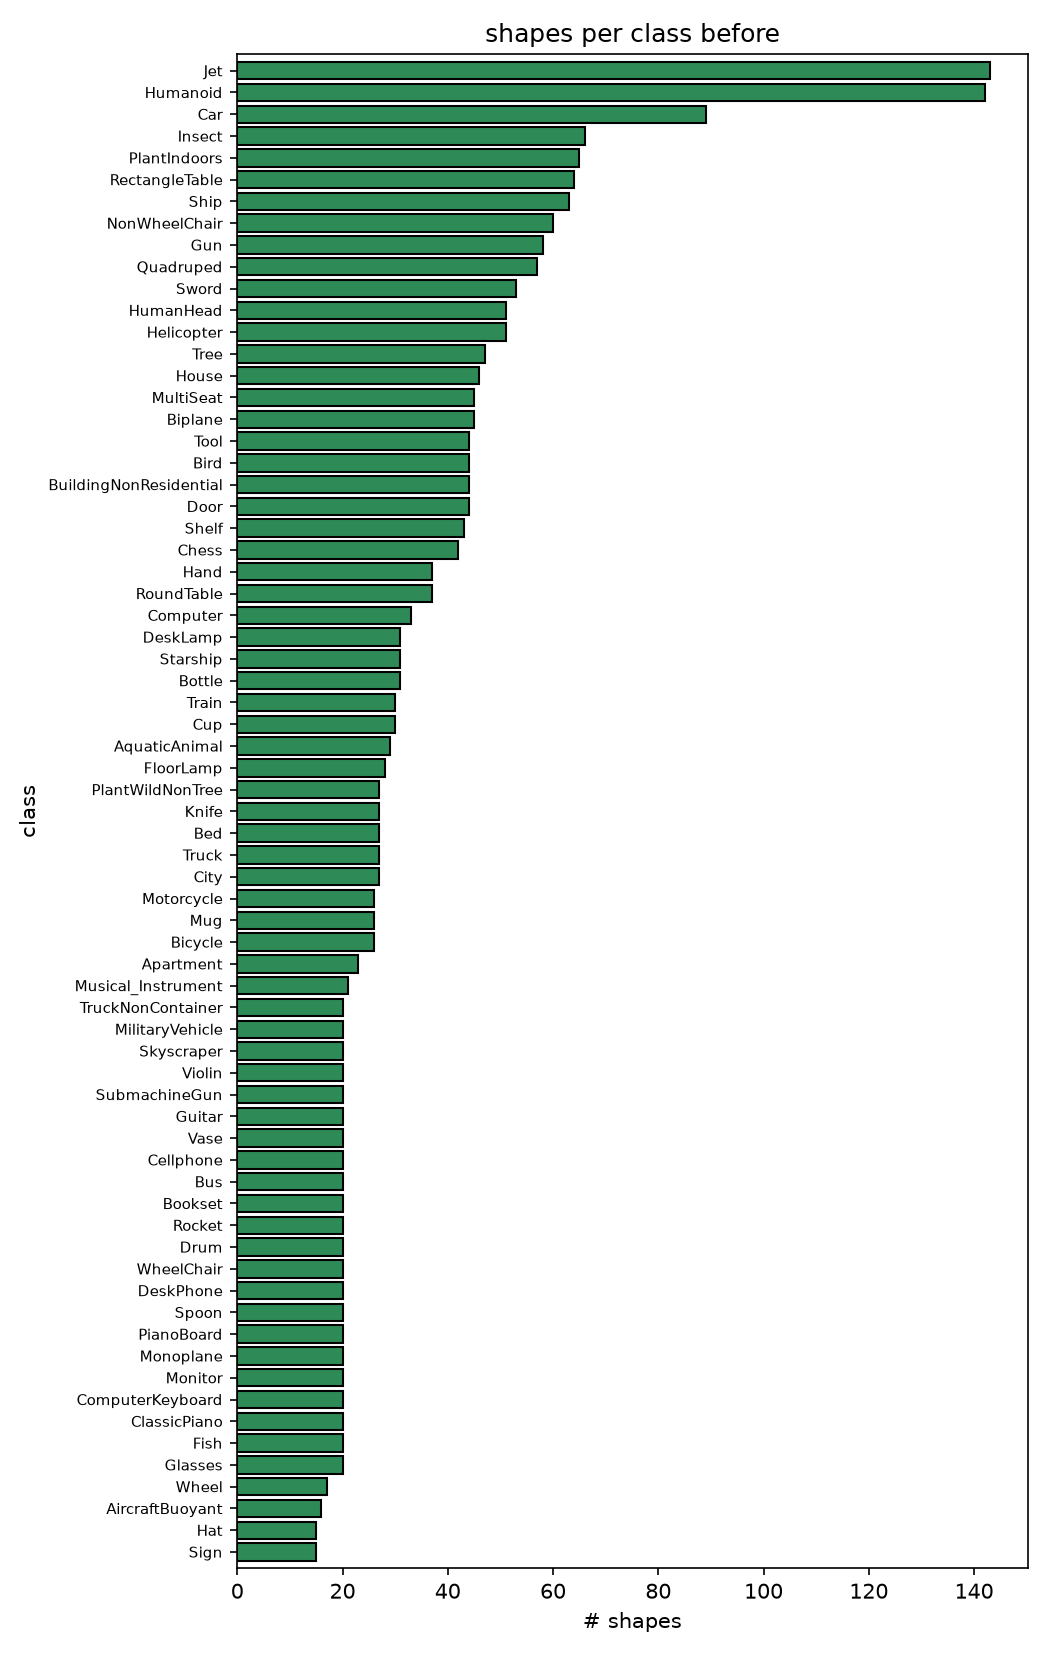 shapes per class before
Jet
Humanoid
Car
Insect
PlantIndoors
RectangleTable
Ship
NonWheelChair
Gun
Quadruped
Sword
HumanHead
Helicopter
Tree
House
MultiSeat
Biplane
Tool
Bird
BuildingNonResidential
Door
Shelf
Chess
Hand
RoundTable
Computer
DeskLamp
Starship
Bottle
Train
Cup
AquaticAnimal
FloorLamp
PlantWildNonTree
Knife
Bed
Truck
City
Motorcycle
Mug
Bicycle
Apartment
Musical_Instrument
TruckNonContainer
MilitaryVehicle
Skyscraper
Violin
SubmachineGun
Guitar
Vase
Cellphone
Bus
Bookset
Rocket
Drum
WheelChair
DeskPhone
Spoon
PianoBoard
Monoplane
Monitor
ComputerKeyboard
ClassicPiano
Fish
Glasses
Wheel
AircraftBuoyant
Hat
Sign
class
0 20 40 60 80 100 120 140
# shapes